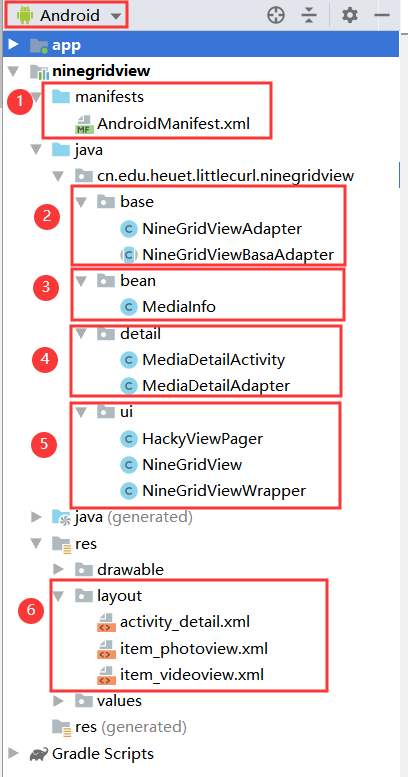 Android
app
ninegridview
1 manifests
AndroidManifest.xml
java
cn.edu.heuet.littlecurl.ninegridview
base
2 NineGridViewAdapter
NineGridViewBasaAdapter
3 bean
MediaInfo
detail
4 MediaDetailActivity
MediaDetailAdapter
ui
5 HackyViewPager
NineGridView
NineGridViewWrapper
java (generated)
res
drawable
layout
6 activity_detail.xml
item_photoview.xml
item_videoview.xml
values
res (generated)
Gradle Scripts